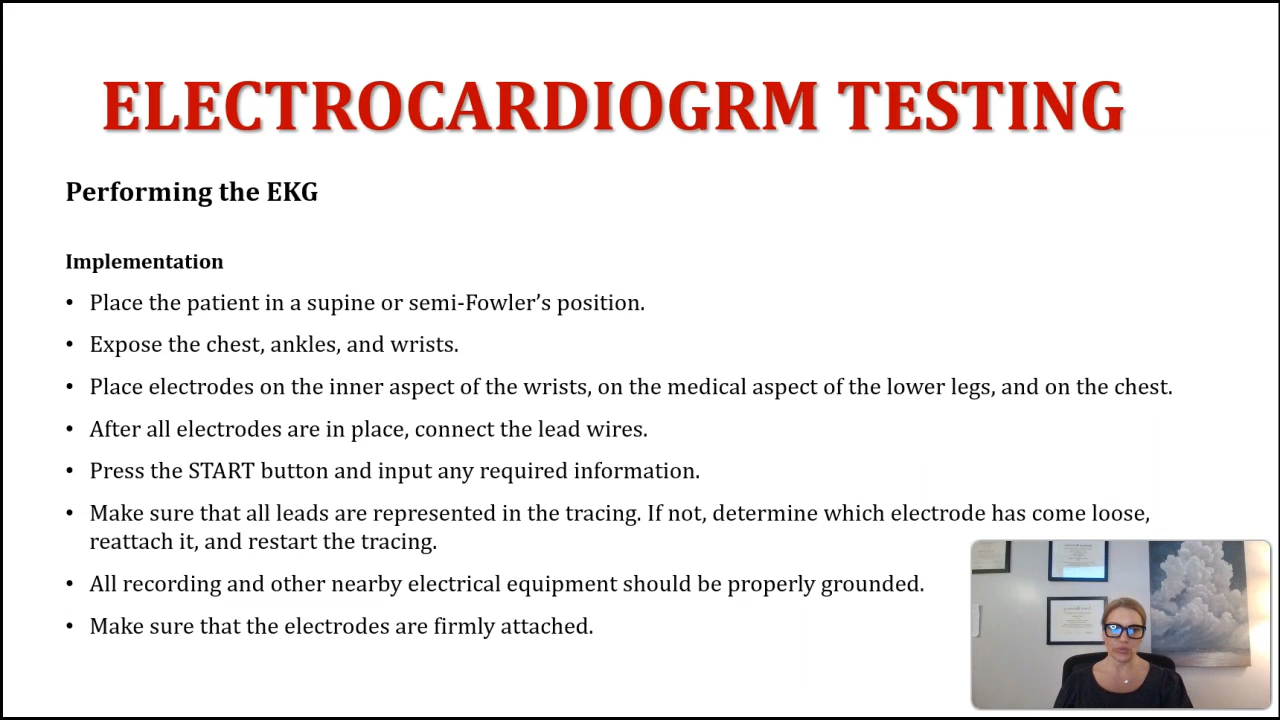 ELECTROCARDIOGRM TESTING
Performing the EKG
Implementation
• Place the patient in a supine or semi-Fowler’s position.
• Expose the chest, ankles, and wrists.
• Place electrodes on the inner aspect of the wrists, on the medical aspect of the lower legs, and on the chest.
• After all electrodes are in place, connect the lead wires.
• Press the START button and input any required information.
• Make sure that all leads are represented in the tracing. If not, determine which electrode has come loose,
reattach it, and restart the tracing.
• All recording and other nearby electrical equipment should be properly grounded.
• Make sure that the electrodes are firmly attached.